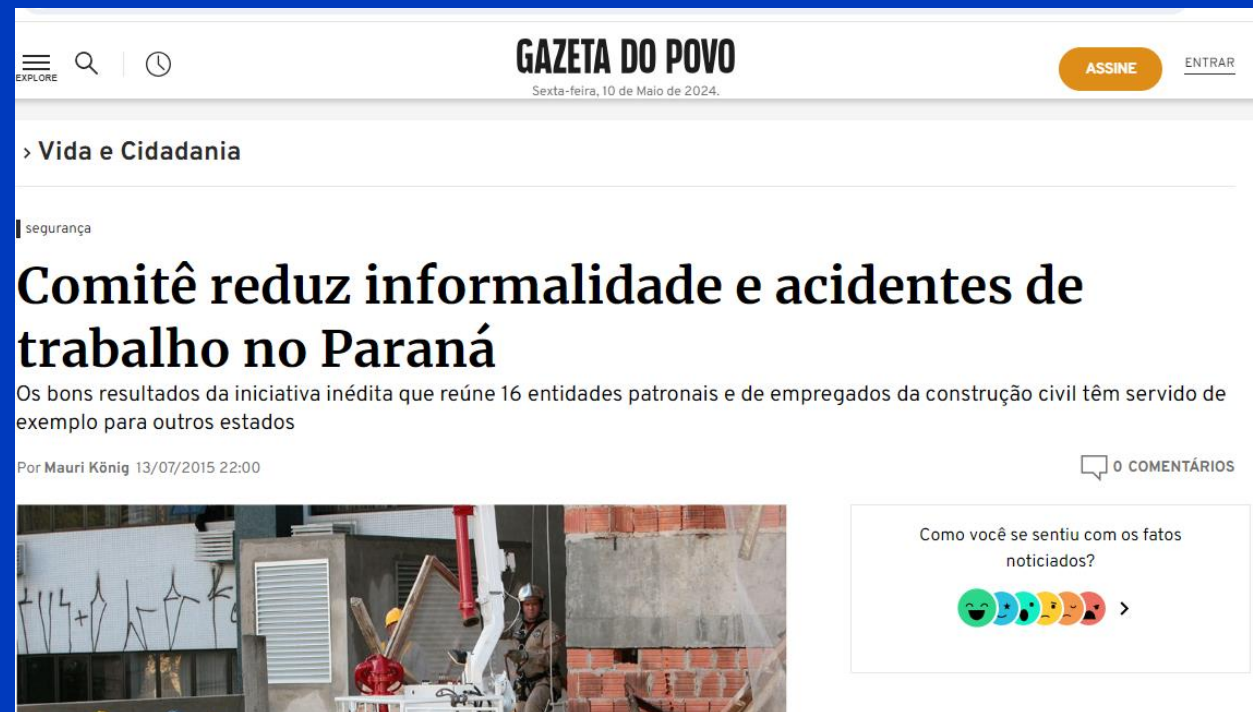 EXPLORE
GAZETA DO POVO
Sexta-feira, 10 de Maio de 2024.
ASSINE
ENTRAR
› Vida e Cidadania
segurança
Comitê reduz informalidade e acidentes de
trabalho no Paraná
Os bons resultados da iniciativa inédita que reúne 16 entidades patronais e de empregados da construção civil têm servido de
exemplo para outros estados
Por Mauri König 13/07/2015 22:00
0 COMENTÁRIOS
Como você se sentiu com os fatos
noticiados?